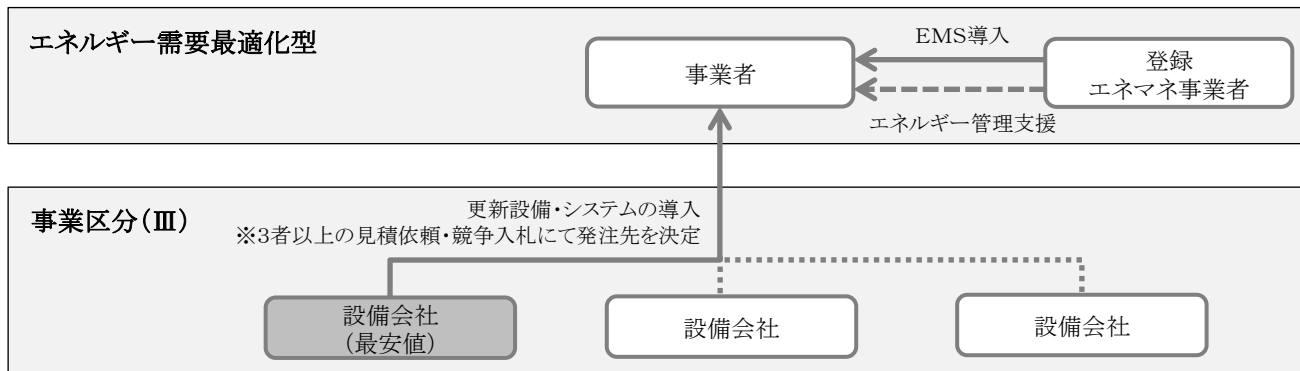 エネルギー需要最適化型
EMS導入
事業者
登録
エネマネ事業者
エネルギー管理支援
事業区分(Ⅲ)
更新設備・システムの導入
※3者以上の見積依頼・競争入札にて発注先を決定
設備会社
(最安値)
設備会社
設備会社